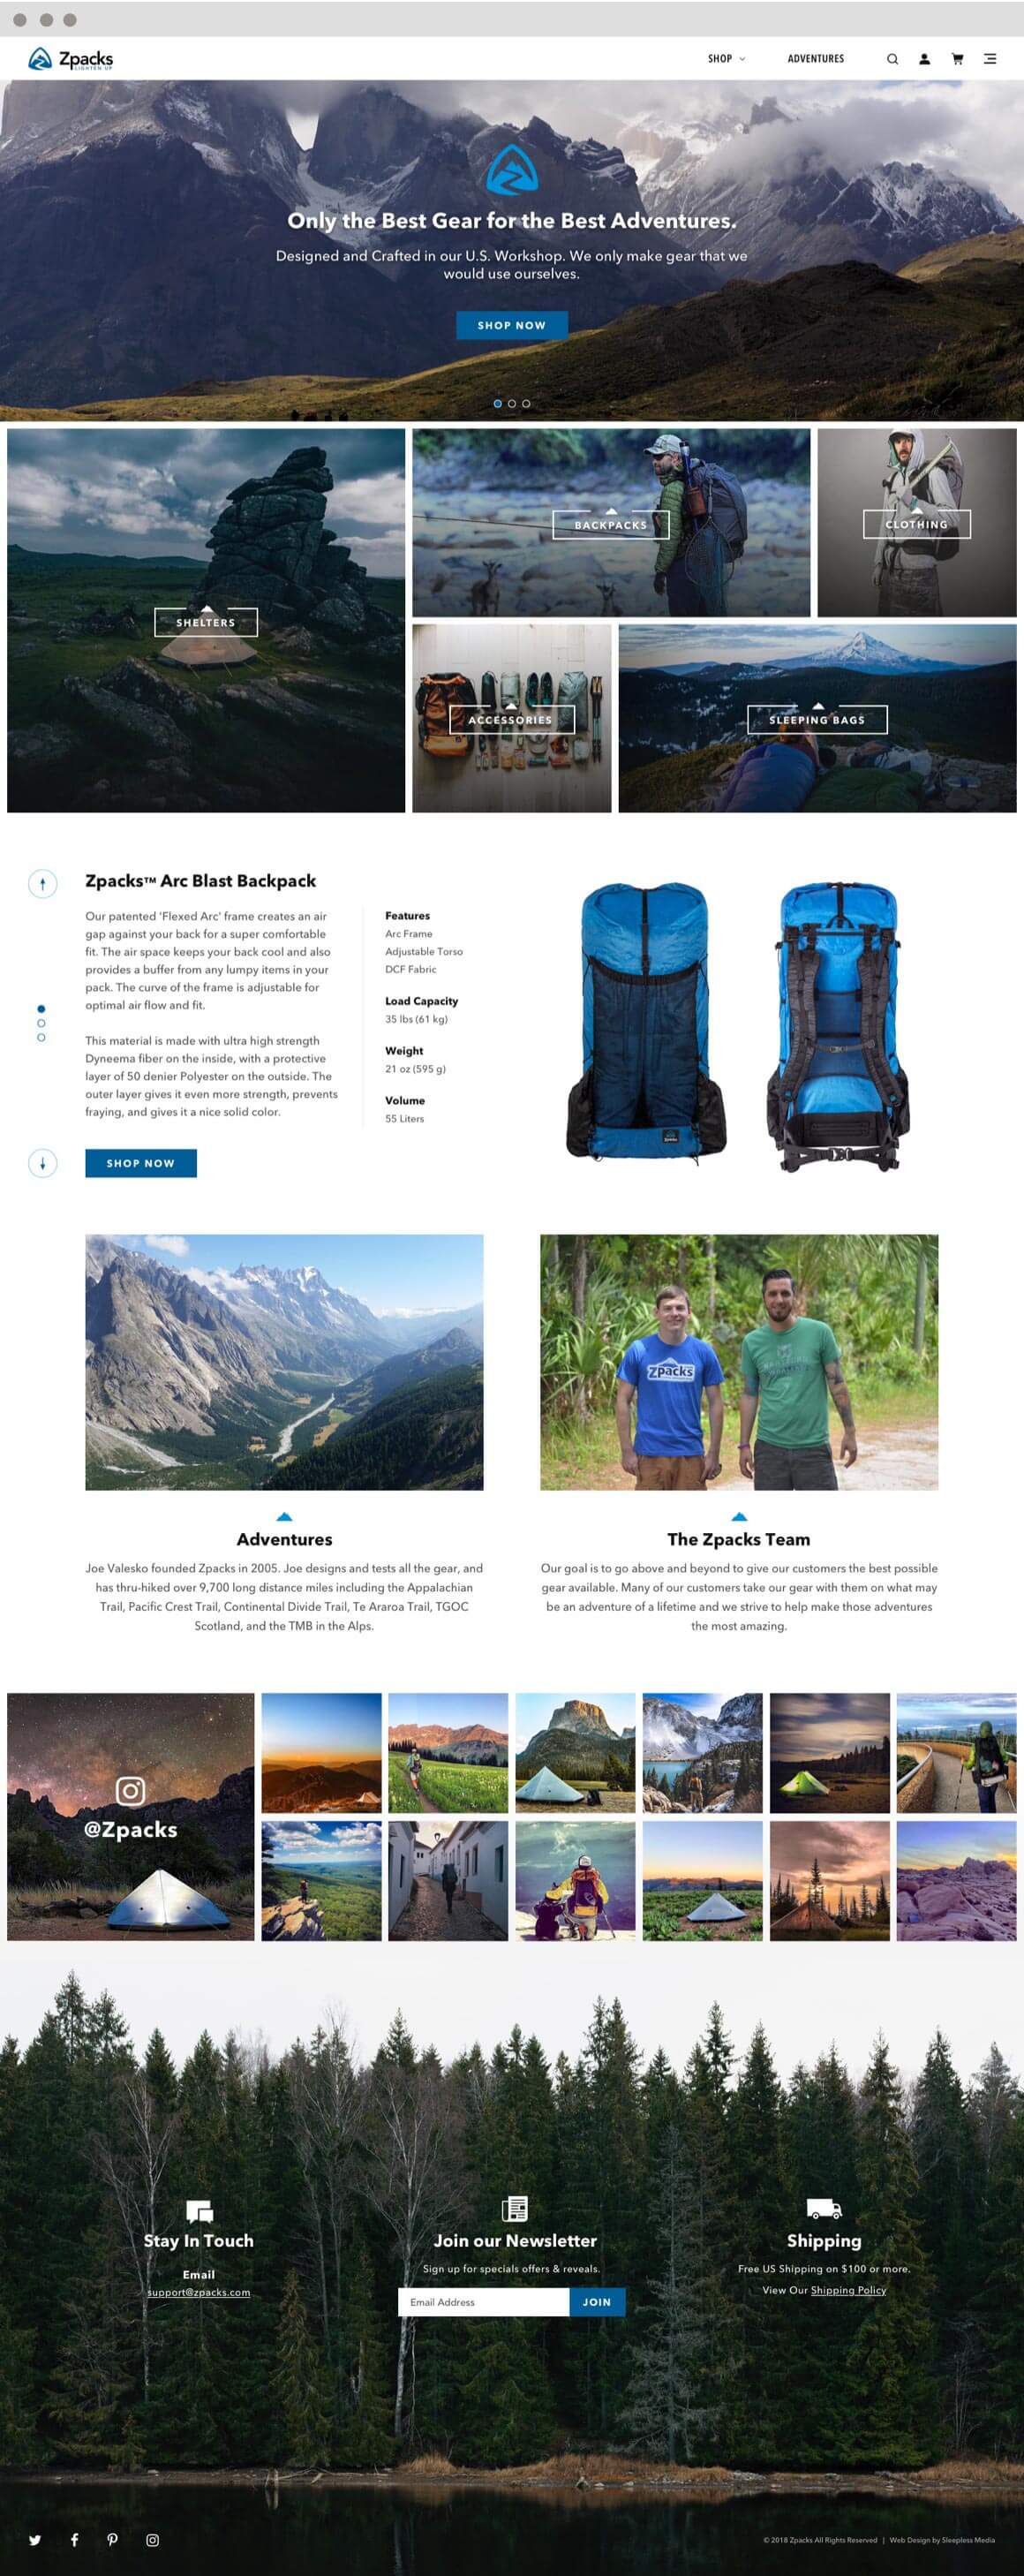 Zpacks
LIGHTEN UP
SHOP
ADVENTURES
Only the Best Gear for the Best Adventures.
Designed and Crafted in our U.S. Workshop. We only make gear that we
would use ourselves.
SHOP NOW
SHELTERS
BACKPACKS
CLOTHING
ACCESSORIES
SLEEPING BAGS
Zpacks™ Arc Blast Backpack
Our patented 'Flexed Arc' frame creates an air
gap against your back for a super comfortable
fit. The air space keeps your back cool and also
provides a buffer from any lumpy items in your
pack. The curve of the frame is adjustable for
optimal air flow and fit.
This material is made with ultra high strength
Dyneema fiber on the inside, with a protective
layer of 50 denier Polyester on the outside. The
outer layer gives it even more strength, prevents
fraying, and gives it a nice solid color.
SHOP NOW
Features
Arc Frame
Adjustable Torso
DCF Fabric
Load Capacity
35 lbs (61 kg)
Weight
21 oz (595 g)
Volume
55 Liters
Zpacks
zpacks
Adventures
Joe Valesko founded Zpacks in 2005. Joe designs and tests all the gear, and
has thru-hiked over 9,700 long distance miles including the Appalachian
Trail, Pacific Crest Trail, Continental Divide Trail, Te Araroa Trail, TGOC
Scotland, and the TMB in the Alps.
The Zpacks Team
Our goal is to go above and beyond to give our customers the best possible
gear available. Many of our customers take our gear with them on what may
be an adventure of a lifetime and we strive to help make those adventures
the most amazing.
@Zpacks
Stay In Touch
Email
support@zpacks.com
Join our Newsletter
Sign up for specials offers & reveals.
Email Address
JOIN
Shipping
Free US Shipping on $100 or more.
View Our Shipping Policy
© 2018 Zpacks All Rights Reserved | Web Design by Sleepless Media